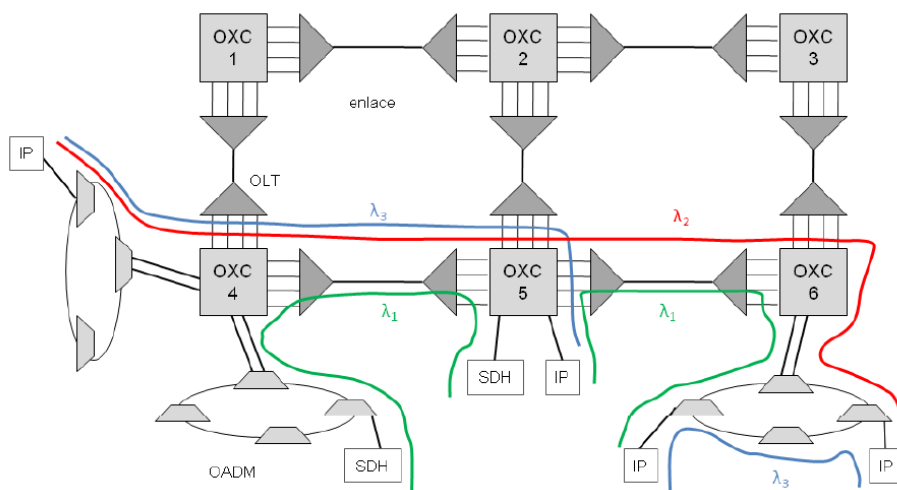 OXC
1
OXC
2
OXC
3
enlace
IP
OLT
λ3
λ2
OXC
4
OXC
5
OXC
6
λ1
λ1
SDH
IP
OADM
SDH
IP
λ3
IP